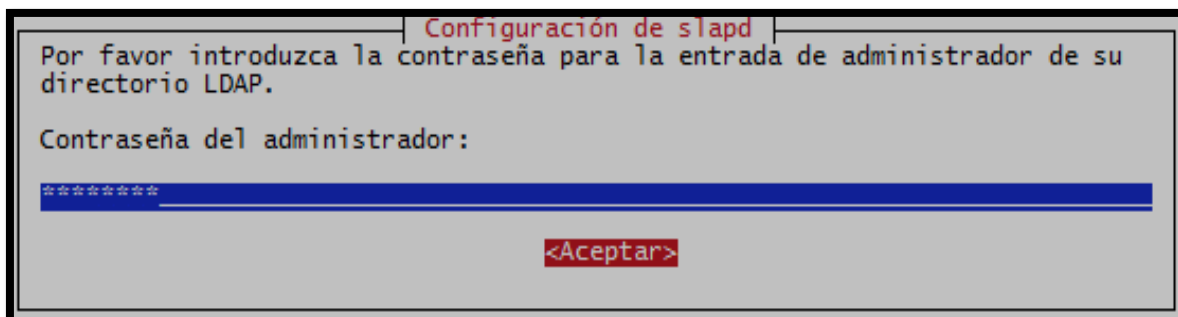 Configuración de slapd
Por favor introduzca la contraseña para la entrada de administrador de su
directorio LDAP.
Contraseña del administrador:
********
<Aceptar>